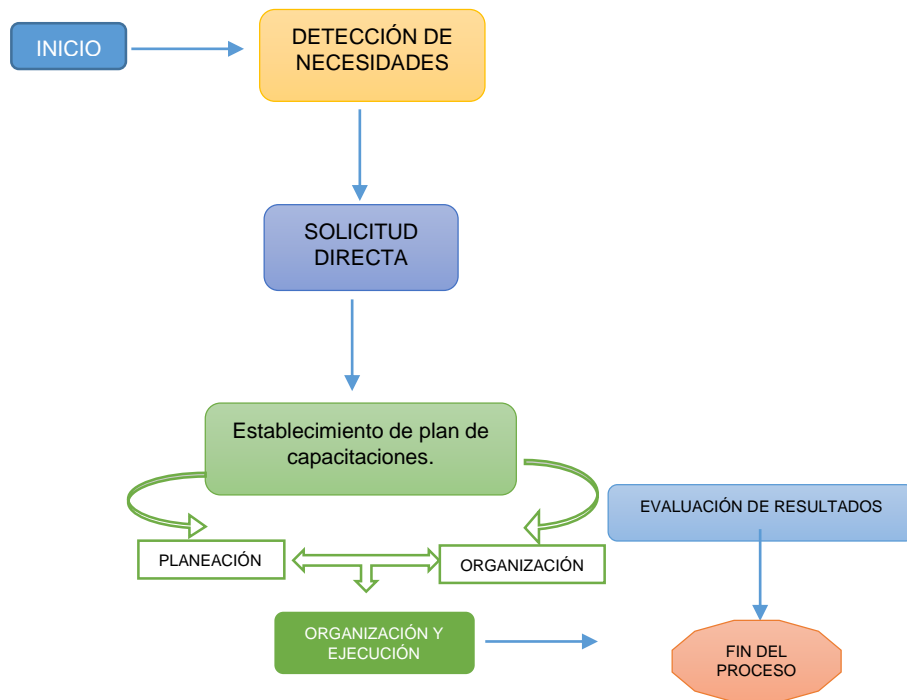 INICIO
DETECCIÓN DE
NECESIDADES
SOLICITUD
DIRECTA
Establecimiento de plan de
capacitaciones.
EVALUACIÓN DE RESULTADOS
PLANEACIÓN
ORGANIZACIÓN
ORGANIZACIÓN Y
EJECUCIÓN
FIN DEL
PROCESO